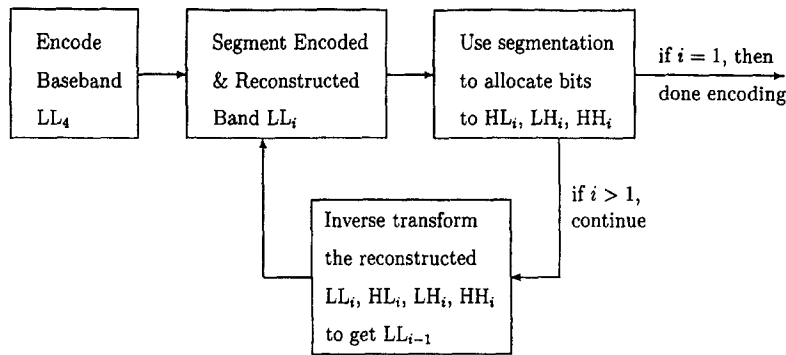 Encode
Baseband
LL₄
Segment Encoded
& Reconstructed
Band LLᵢ
Use segmentation
to allocate bits
to HLᵢ, LHᵢ, HHᵢ
if i = 1, then
done encoding
if i > 1,
continue
Inverse transform
the reconstructed
LLᵢ, HLᵢ, LHᵢ, HHᵢ
to get LLᵢ₋₁